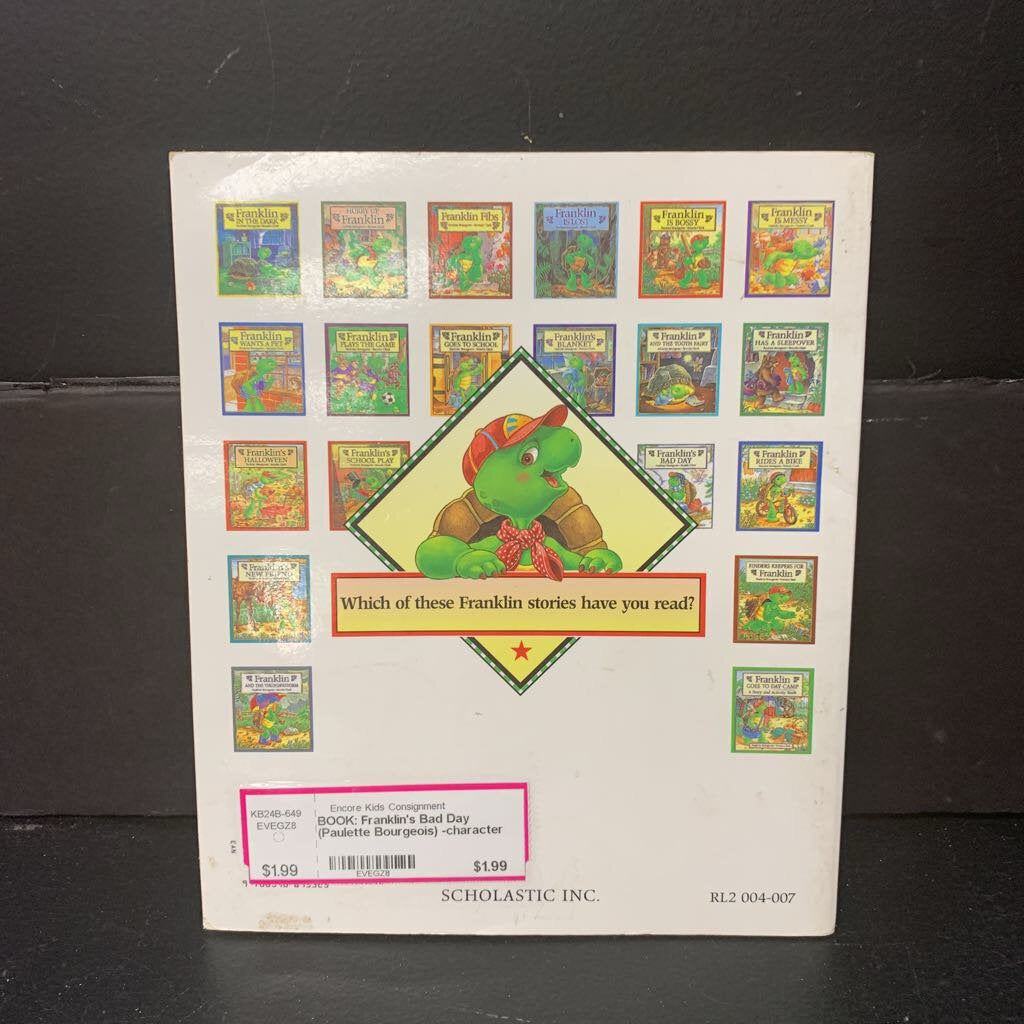 Franklin
IN THE DARK
HURRY UP
Franklin
Franklin Fibs
Franklin
IS LOST
Franklin
IS BOSSY
Franklin
IS MESSY
Franklin
WANTS A PET
Franklin
PLAYS THE GAME
Franklin
GOES TO SCHOOL
Franklin's
BLANKET
Franklin
AND THE TOOTH FAIRY
Franklin
HAS A SLEEPOVER
Franklin's
HALLOWEEN
Franklin's
SCHOOL PLAY
Franklin's
BAD DAY
Franklin
RIDES A BIKE
Franklin's
NEW FRIEND
FINDERS KEEPERS FOR
Franklin
Which of these Franklin stories have you read?
Franklin
AND THE THUNDERSTORM
Franklin
GOES TO DAY CAMP
A Story and Activity Book
KB24B-649
EVEGZ8
$1.99
Encore Kids Consignment
BOOK: Franklin's Bad Day
(Paulette Bourgeois) -character
EVEGZ8
$1.99
EAN
SCHOLASTIC INC.
RL2 004-007